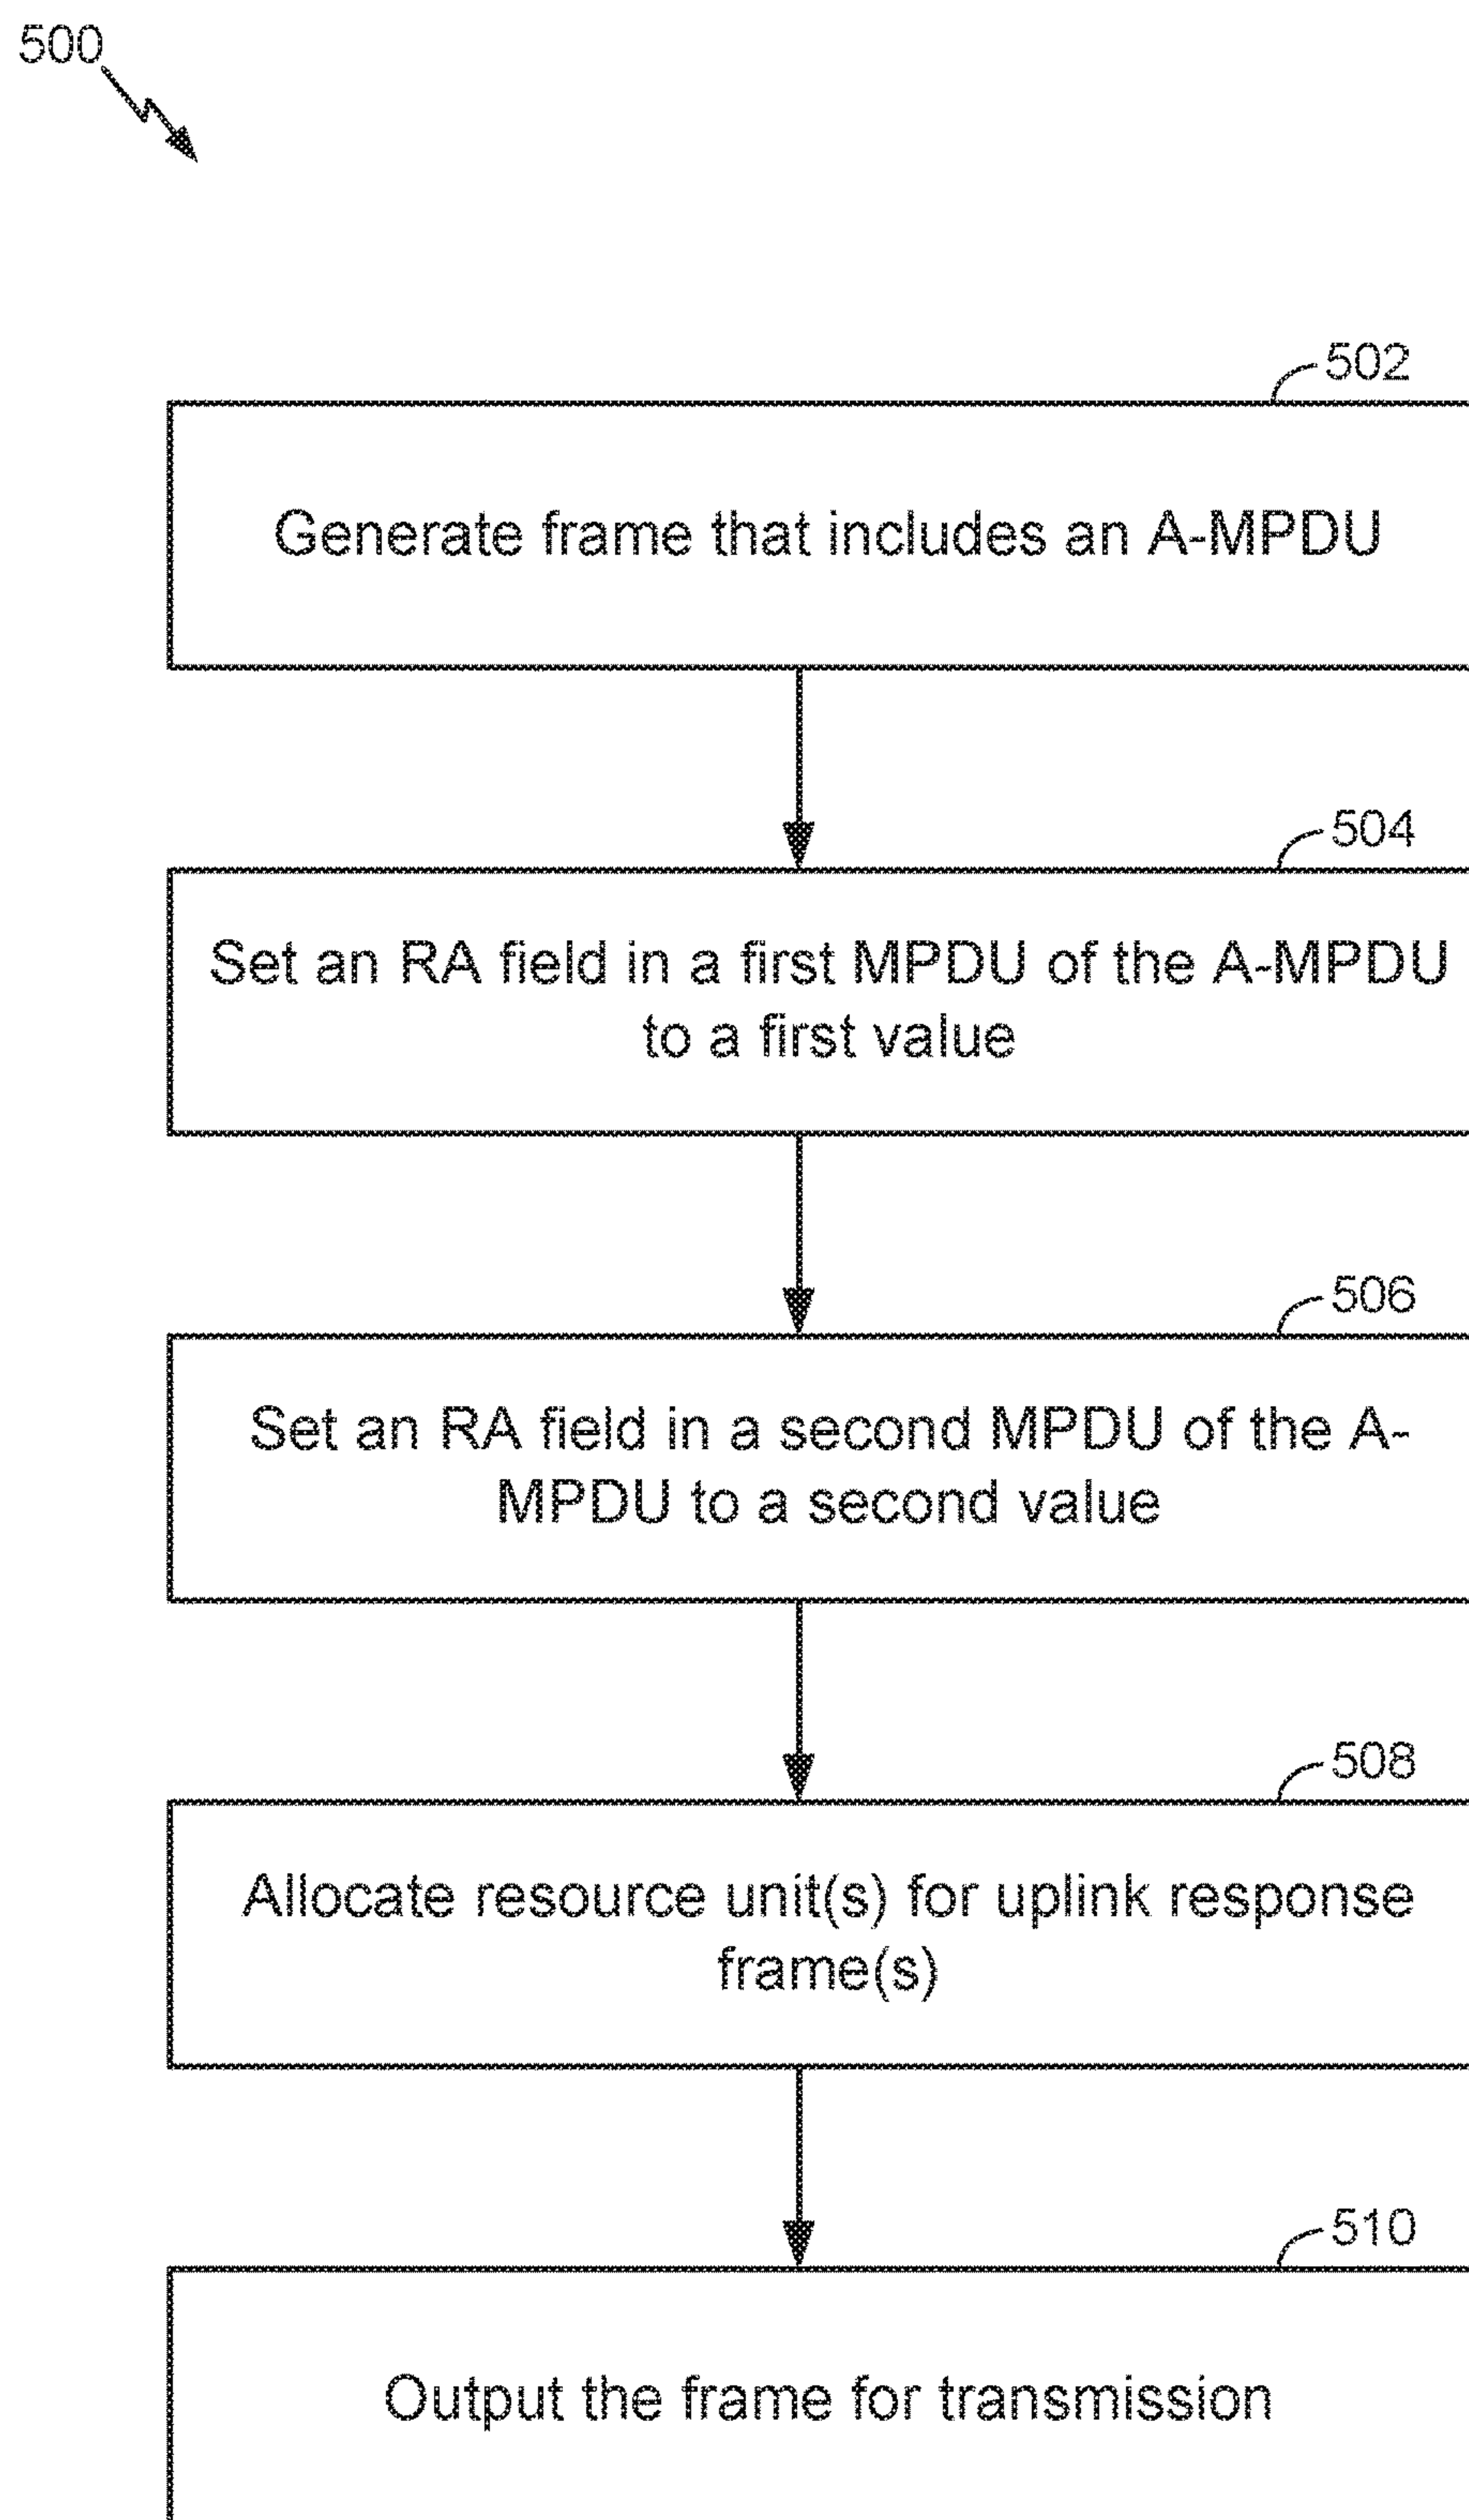 500
502
Generate frame that includes an A-MPDU
504
Set an RA field in a first MPDU of the A-MPDU
to a first value
506
Set an RA field in a second MPDU of the A-
MPDU to a second value
508
Allocate resource unit(s) for uplink response
frame(s)
510
Output the frame for transmission